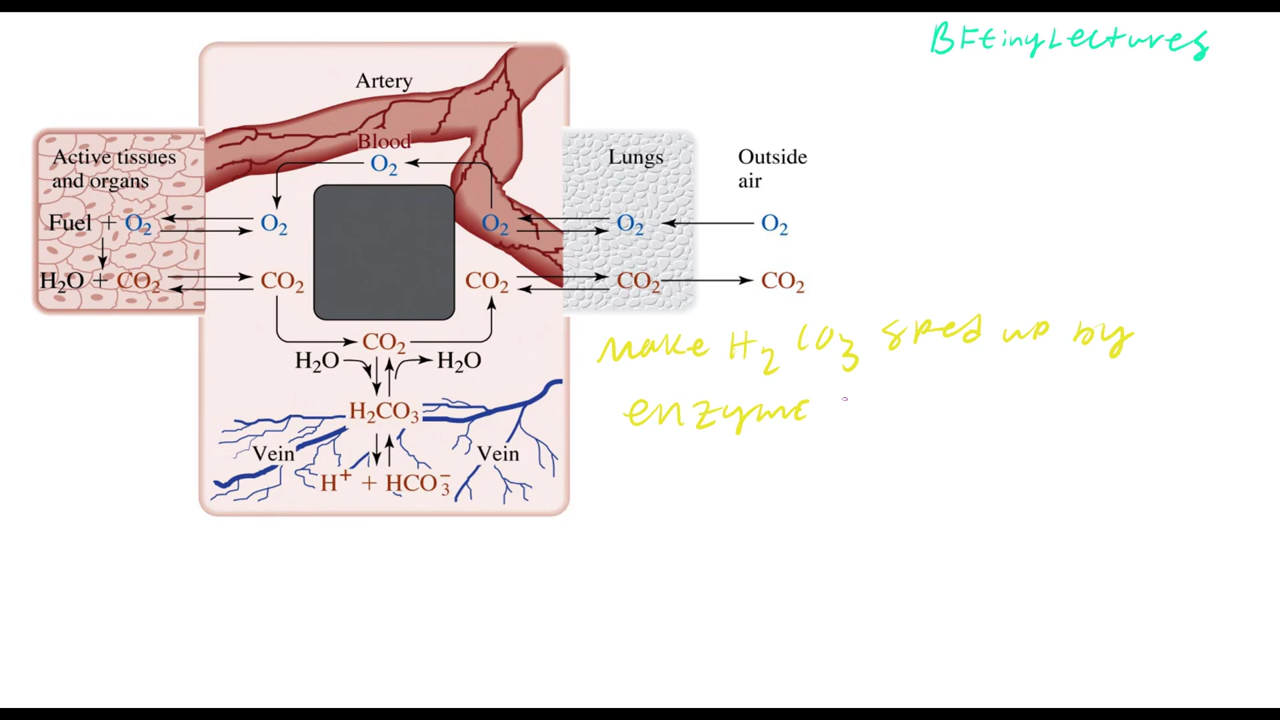 BFtinyLectures
Artery
Blood
O₂
Active tissues
and organs
Lungs
Outside
air
Fuel + O₂
O₂
O₂
O₂
O₂
H₂O + CO₂
CO₂
CO₂
CO₂
CO₂
CO₂
H₂O
H₂O
H₂CO₃
Vein
Vein
H⁺ + HCO₃⁻
make H₂CO₃ sped up by
enzyme